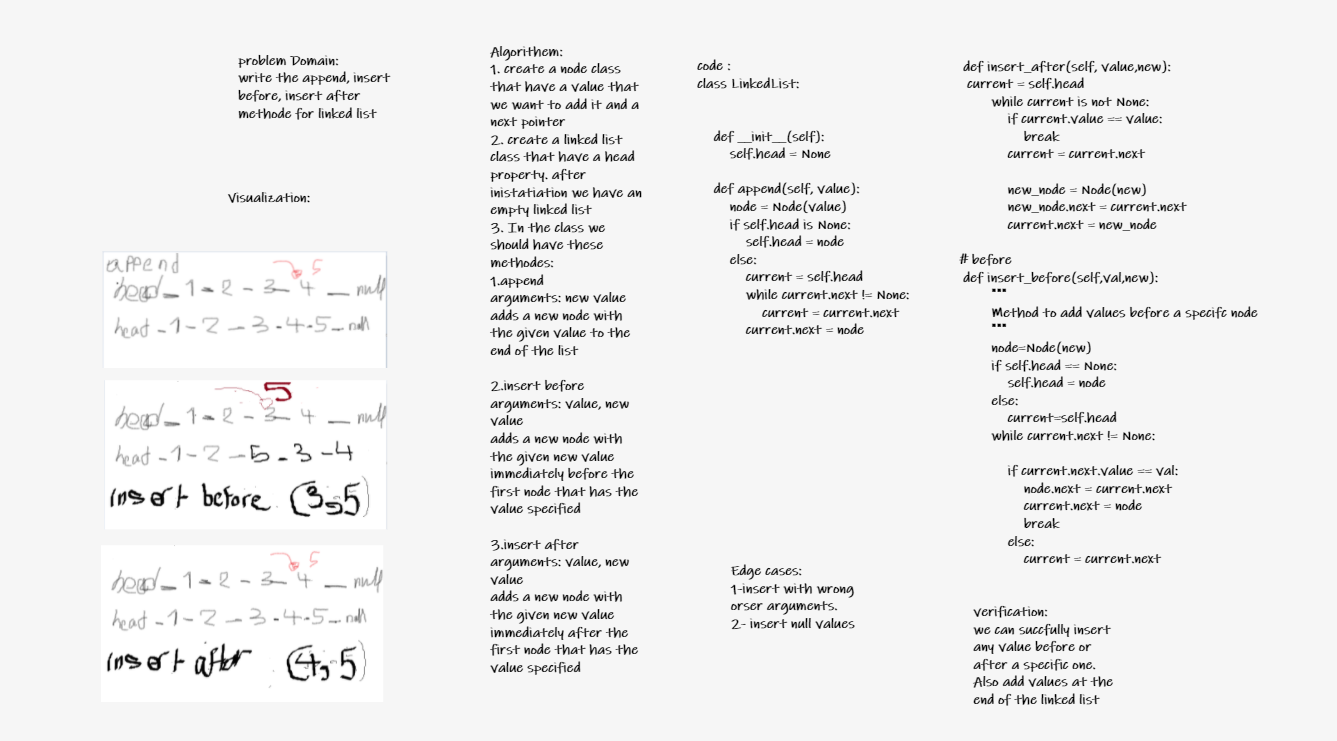 problem Domain:
write the append, insert
before, insert after
methode for linked list
Visualization:
append
5
head_1-2-3-4_null
head-1-2-3-4-5-null
5
head_1-2-3-4_null
head-1-2-5-3-4
insert before (3,5)
5
head_1-2-3-4_null
head-1-2-3-4-5-null
insert after (4,5)
Algorithem:
1. create a node class
that have a value that
we want to add it and a
next pointer
2. create a linked list
class that have a head
property. after
inistatiation we have an
empty linked list
3. In the class we
should have these
methodes:
1.append
arguments: new value
adds a new node with
the given value to the
end of the list
2.insert before
arguments: value, new
value
adds a new node with
the given new value
immediately before the
first node that has the
value specified
3.insert after
arguments: value, new
value
adds a new node with
the given new value
immediately after the
first node that has the
value specified
code :
class LinkedList:
def __init__(self):
self.head = None
def append(self, value):
node = Node(value)
if self.head is None:
self.head = node
else:
current = self.head
while current.next != None:
current = current.next
current.next = node
Edge cases:
1-insert with wrong
orser arguments.
2.- insert null values
def insert_after(self, value,new):
current = self.head
while current is not None:
if current.value == value:
break
current = current.next
new_node = Node(new)
new_node.next = current.next
current.next = new_node
# before
def insert_before(self,val,new):
"""
Method to add values before a specifc node
"""
node=Node(new)
if self.head == None:
self.head = node
else:
current=self.head
while current.next != None:
if current.next.value == val:
node.next = current.next
current.next = node
break
else:
current = current.next
verification:
we can sucfully insert
any value before or
after a specific one.
Also add values at the
end of the linked list